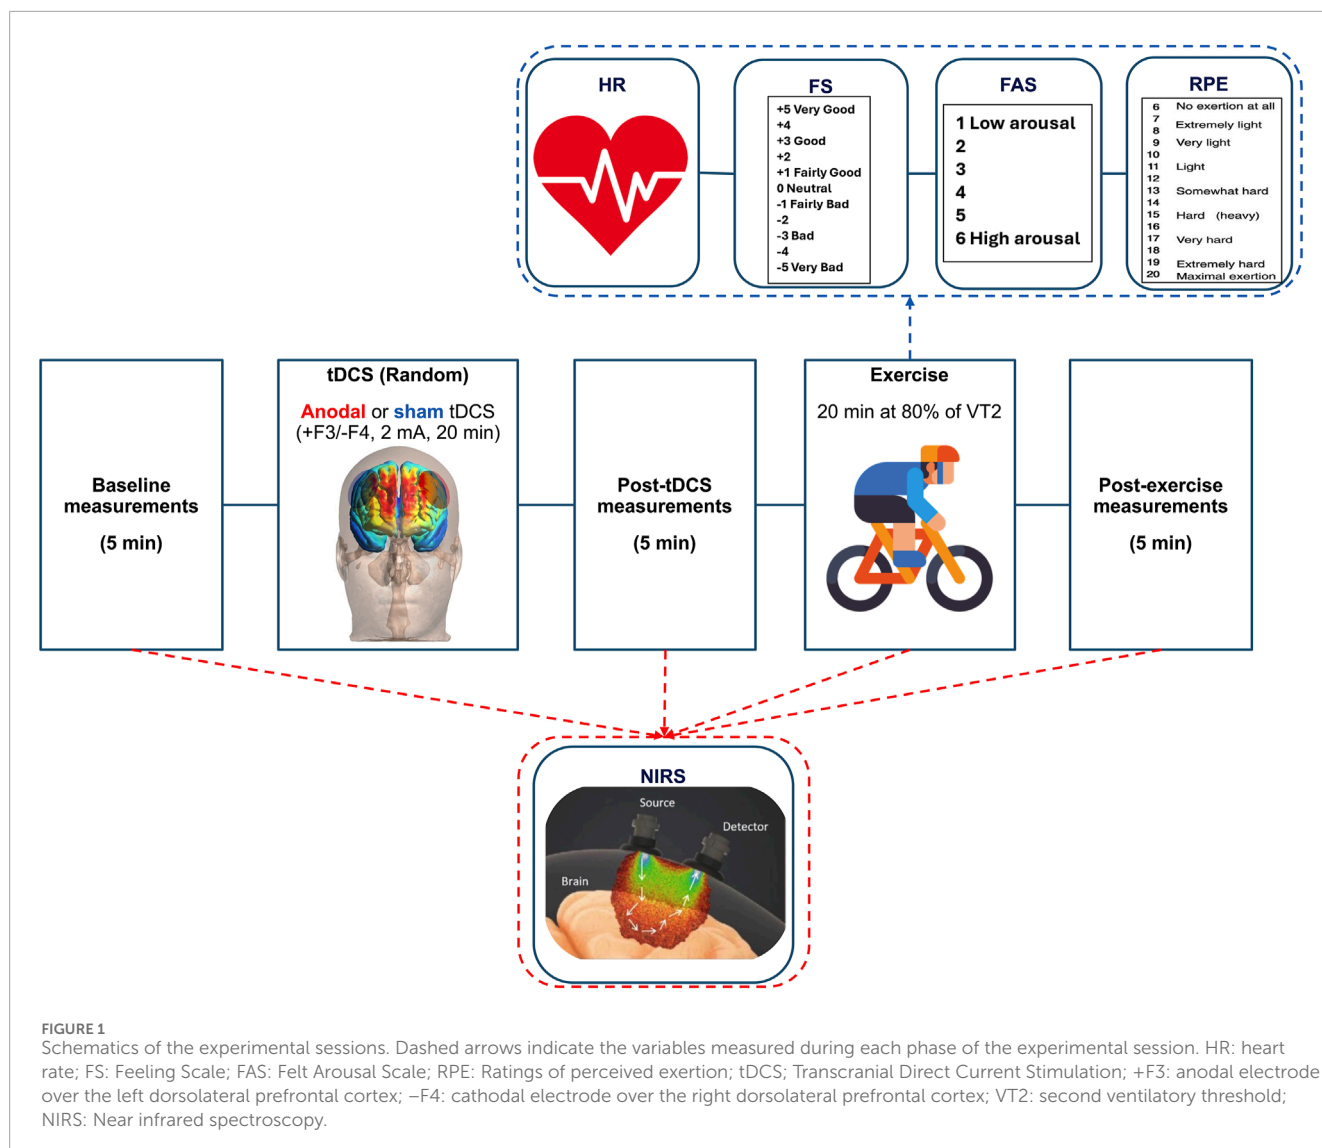 HR
FS
+5 Very Good
+4
+3 Good
+2
+1 Fairly Good
0 Neutral
-1 Fairly Bad
-2
-3 Bad
-4
-5 Very Bad
FAS
1 Low arousal
2
3
4
5
6 High arousal
RPE
6 No exertion at all
7
8 Extremely light
9 Very light
10
11 Light
12
13 Somewhat hard
14
15 Hard (heavy)
16
17 Very hard
18
19 Extremely hard
20 Maximal exertion
Baseline
measurements
(5 min)
tDCS (Random)
Anodal or sham tDCS
(+F3/-F4, 2 mA, 20 min)
Post-tDCS
measurements
(5 min)
Exercise
20 min at 80% of VT2
Post-exercise
measurements
(5 min)
NIRS
Source
Detector
Brain
FIGURE 1
Schematics of the experimental sessions. Dashed arrows indicate the variables measured during each phase of the experimental session. HR: heart
rate; FS: Feeling Scale; FAS: Felt Arousal Scale; RPE: Ratings of perceived exertion; tDCS; Transcranial Direct Current Stimulation; +F3: anodal electrode
over the left dorsolateral prefrontal cortex; –F4: cathodal electrode over the right dorsolateral prefrontal cortex; VT2: second ventilatory threshold;
NIRS: Near infrared spectroscopy.